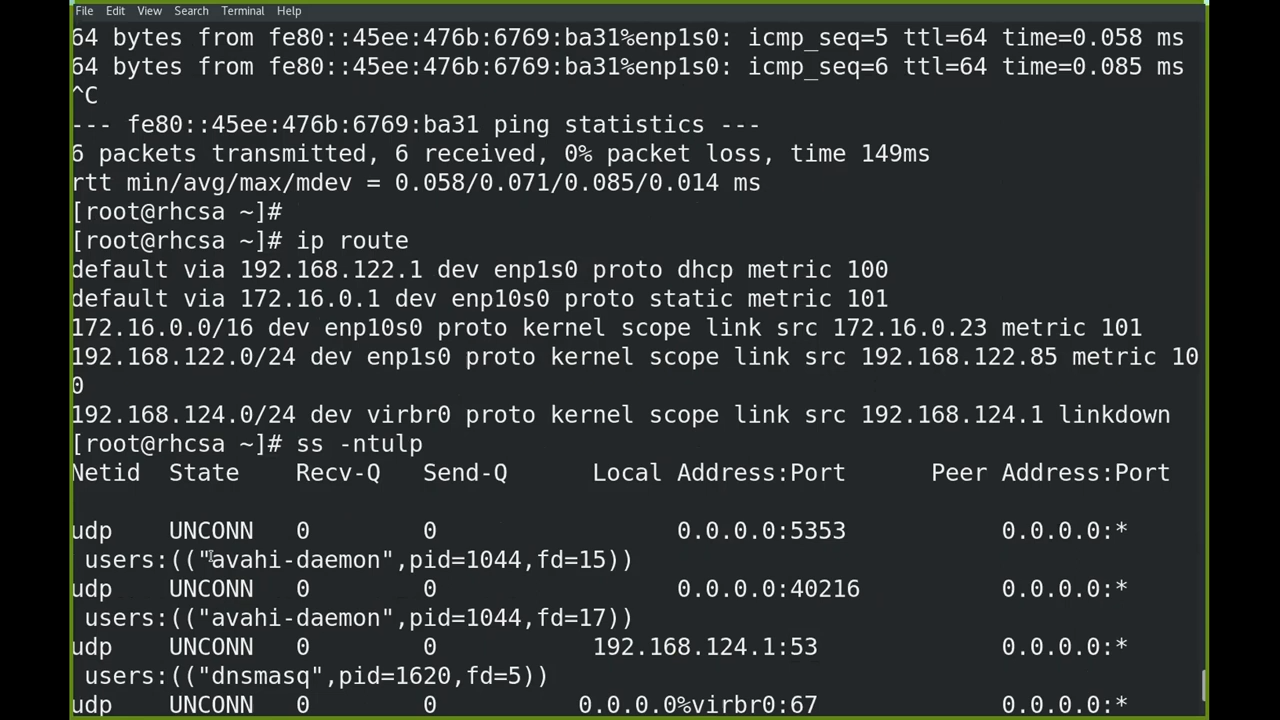 File Edit View Search Terminal Help
64 bytes from fe80::45ee:476b:6769:ba31%enp1s0: icmp_seq=5 ttl=64 time=0.058 ms
64 bytes from fe80::45ee:476b:6769:ba31%enp1s0: icmp_seq=6 ttl=64 time=0.085 ms
^C
--- fe80::45ee:476b:6769:ba31 ping statistics ---
6 packets transmitted, 6 received, 0% packet loss, time 149ms
rtt min/avg/max/mdev = 0.058/0.071/0.085/0.014 ms
[root@rhcsa ~]#
[root@rhcsa ~]# ip route
default via 192.168.122.1 dev enp1s0 proto dhcp metric 100
default via 172.16.0.1 dev enp10s0 proto static metric 101
172.16.0.0/16 dev enp10s0 proto kernel scope link src 172.16.0.23 metric 101
192.168.122.0/24 dev enp1s0 proto kernel scope link src 192.168.122.85 metric 10
0
192.168.124.0/24 dev virbr0 proto kernel scope link src 192.168.124.1 linkdown
[root@rhcsa ~]# ss -ntulp
Netid State Recv-Q Send-Q Local Address:Port Peer Address:Port
udp UNCONN 0 0 0.0.0.0:5353 0.0.0.0:*
users:(("avahi-daemon",pid=1044,fd=15))
udp UNCONN 0 0 0.0.0.0:40216 0.0.0.0:*
users:(("avahi-daemon",pid=1044,fd=17))
udp UNCONN 0 0 192.168.124.1:53 0.0.0.0:*
users:(("dnsmasq",pid=1620,fd=5))
udp UNCONN 0 0 0.0.0.0%virbr0:67 0.0.0.0:*